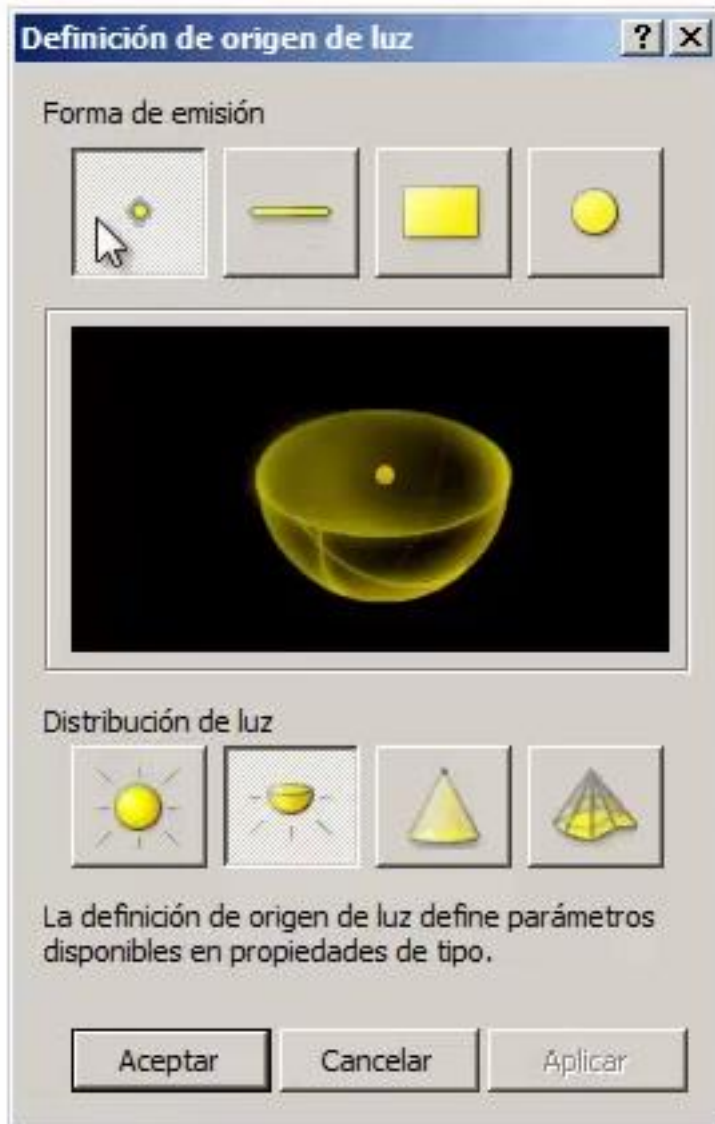 Definición de origen de luz
Forma de emisión
Distribución de luz
La definición de origen de luz define parámetros
disponibles en propiedades de tipo.
Aceptar
Cancelar
Aplicar